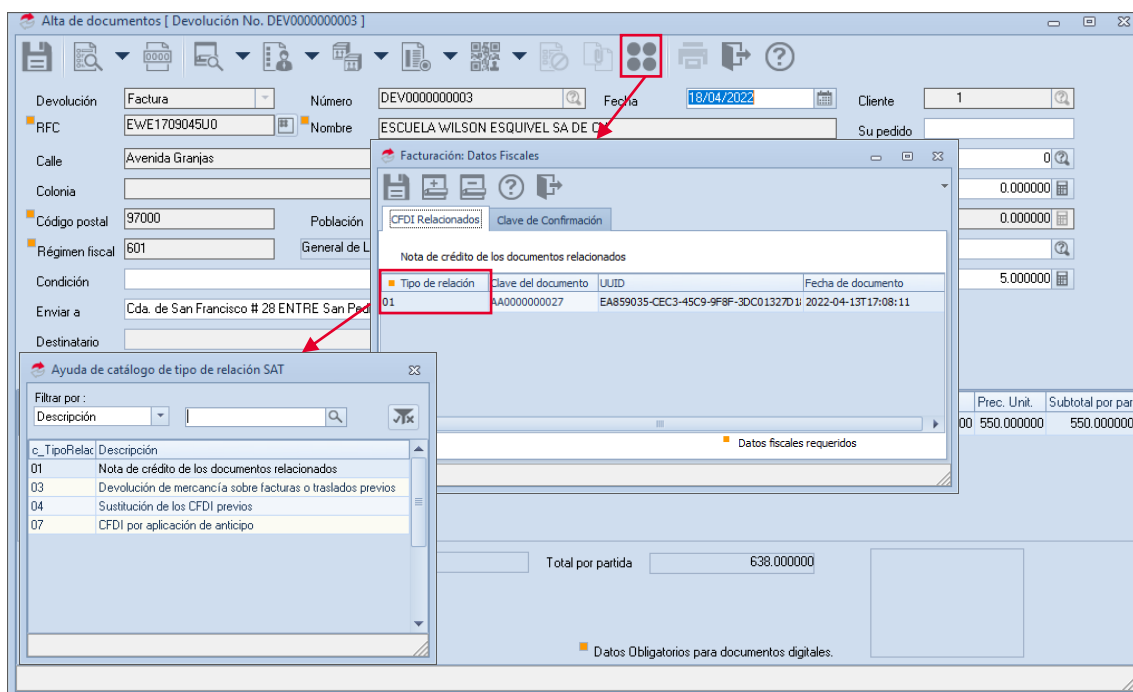 Alta de documentos [ Devolución No. DEV0000000003 ]
Devolución Factura Número DEV0000000003 Fecha 18/04/2022 Cliente 1
RFC EWE1709045U0 Nombre ESCUELA WILSON ESQUIVEL SA DE Su pedido
Calle Avenida Granjas 0
Colonia 0.000000
Código postal 97000 Población 0.000000
Régimen fiscal 601 General de L
Condición 5.000000
Enviar a Cda. de San Francisco # 28 ENTRE San Ped
Destinatario
Facturación: Datos Fiscales
CFDI Relacionados Clave de Confirmación
Nota de crédito de los documentos relacionados
Tipo de relación Clave del documento UUID Fecha de documento
01 AA0000000027 EA859035-CEC3-45C9-9F8F-3DC01327D18 2022-04-13T17:08:11
Datos fiscales requeridos
Ayuda de catálogo de tipo de relación SAT
Filtrar por :
Descripción
c_TipoRelac Descripción
01 Nota de crédito de los documentos relacionados
03 Devolución de mercancía sobre facturas o traslados previos
04 Sustitución de los CFDI previos
07 CFDI por aplicación de anticipo
Prec. Unit. Subtotal por par
00 550.000000 550.000000
Total por partida 638.000000
Datos Obligatorios para documentos digitales.